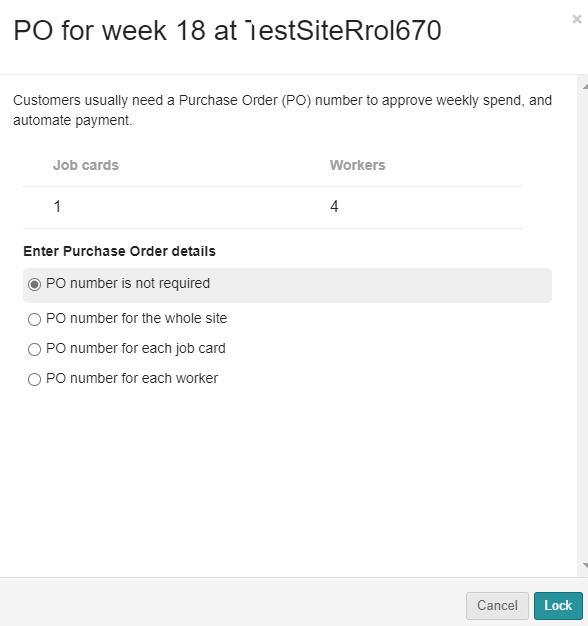 PO for week 18 at TestSiteRrol670
×
Customers usually need a Purchase Order (PO) number to approve weekly spend, and
automate payment.
Job cards Workers
1 4
Enter Purchase Order details
PO number is not required
PO number for the whole site
PO number for each job card
PO number for each worker
Cancel Lock